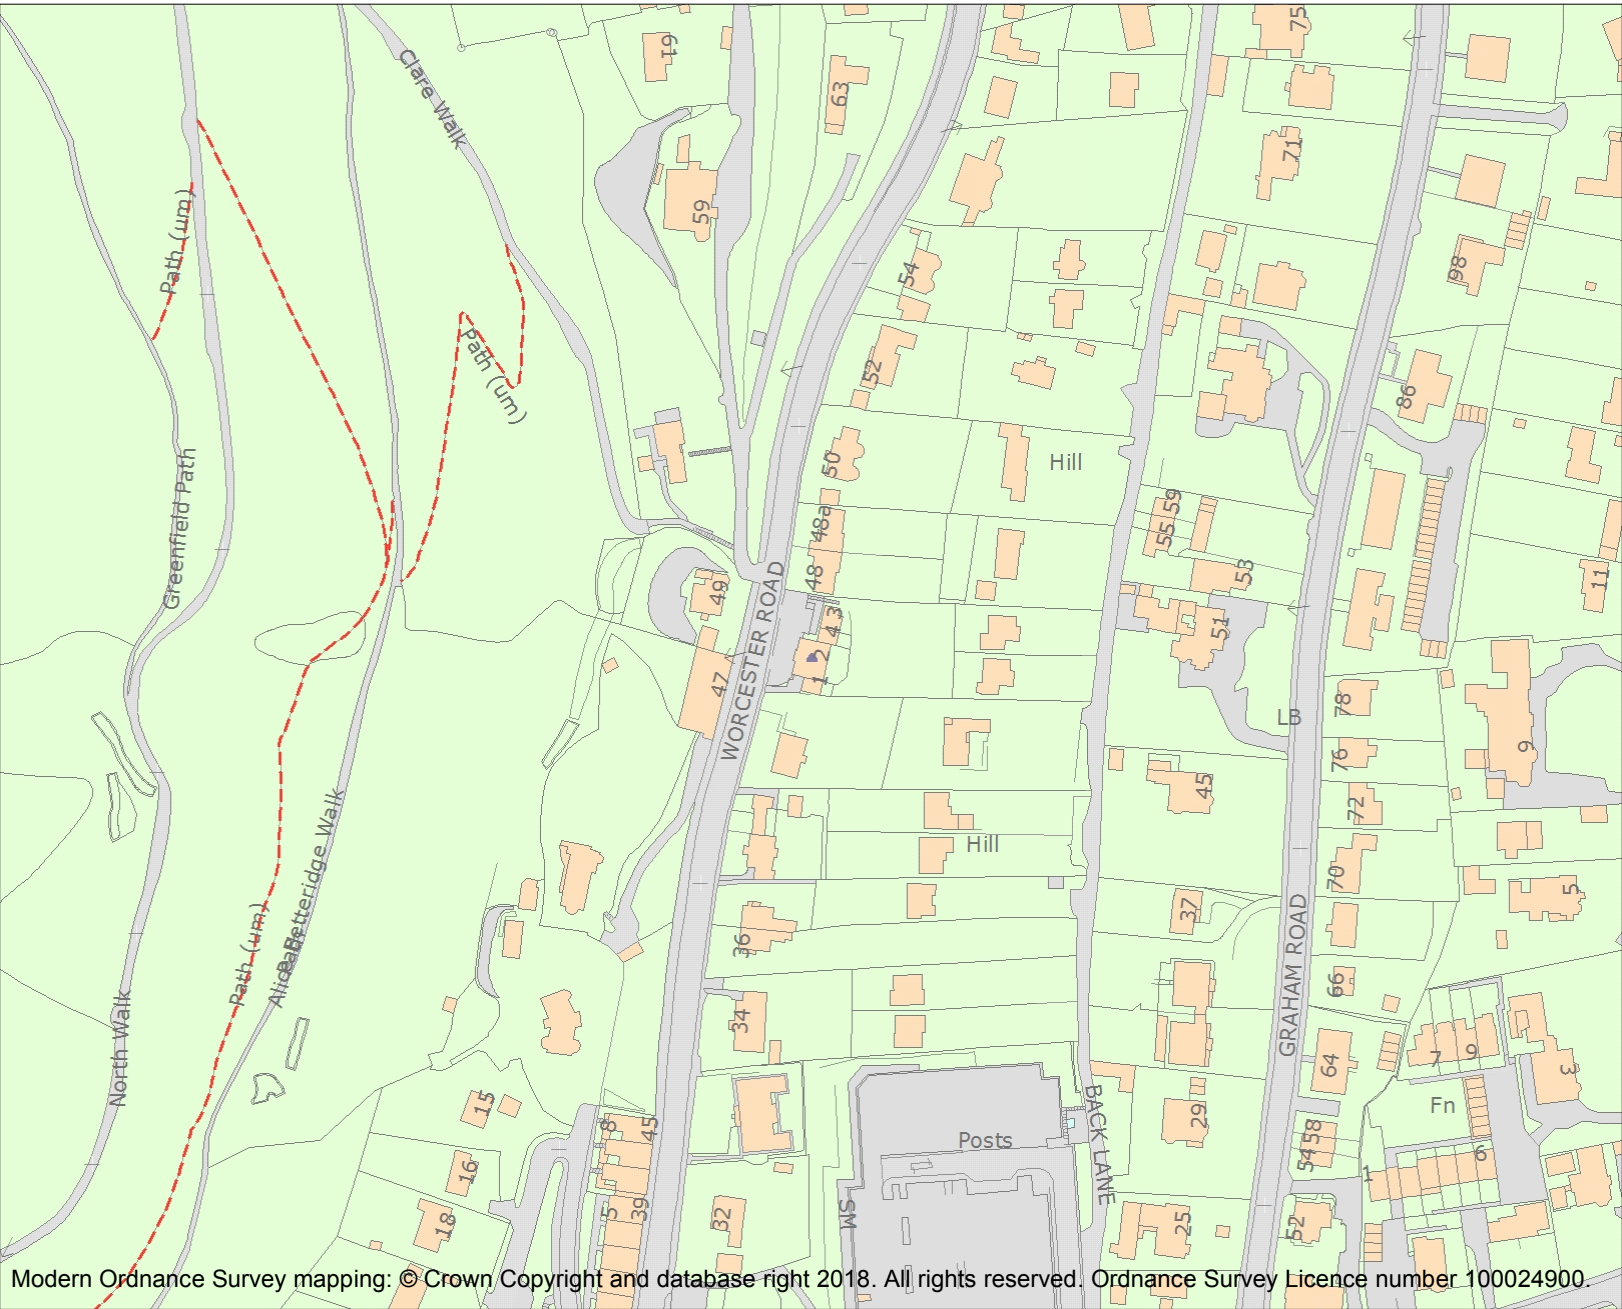 61
75
Clare Walk
63
71
59
Path (um)
54
98
52
Path (um)
86
50
Hill
48a
59
55
Greenfield Path
48
53
11
49
4 3
51
2
1
47
WORCESTER ROAD
78
LB
76
9
45
72
Hill
70
5
Alice Betteridge Walk
Path
37
Path (um)
36
66
North Walk
34
GRAHAM ROAD
64
7
9
3
15
8
45
BACK LANE
29
Fn
Posts
58
54
16
1
6
18
5
39
32
SM
25
52
Modern Ordnance Survey mapping: © Crown Copyright and database right 2018. All rights reserved. Ordnance Survey Licence number 100024900.